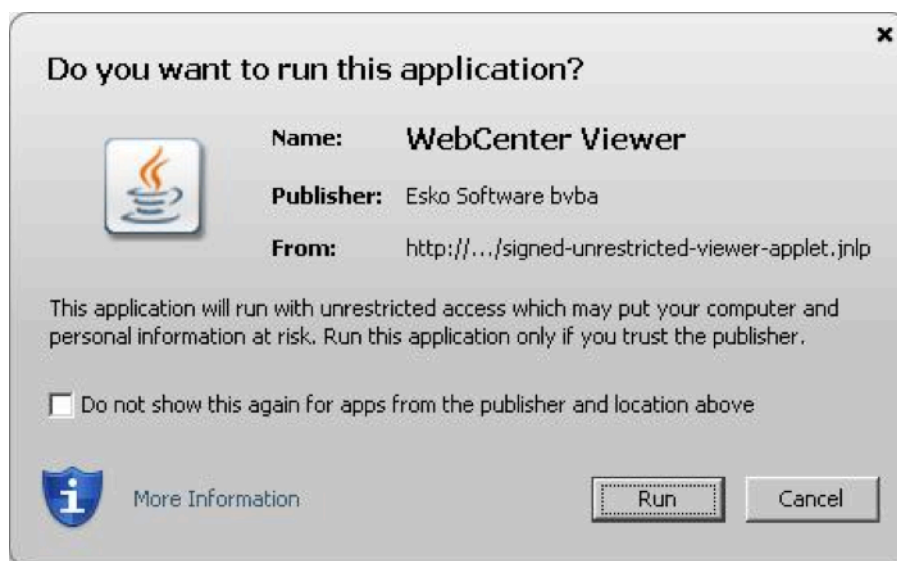 Do you want to run this application?
Name: WebCenter Viewer
Publisher: Esko Software bvba
From: http://.../signed-unrestricted-viewer-applet.jnlp
This application will run with unrestricted access which may put your computer and
personal information at risk. Run this application only if you trust the publisher.
Do not show this again for apps from the publisher and location above
More Information Run Cancel